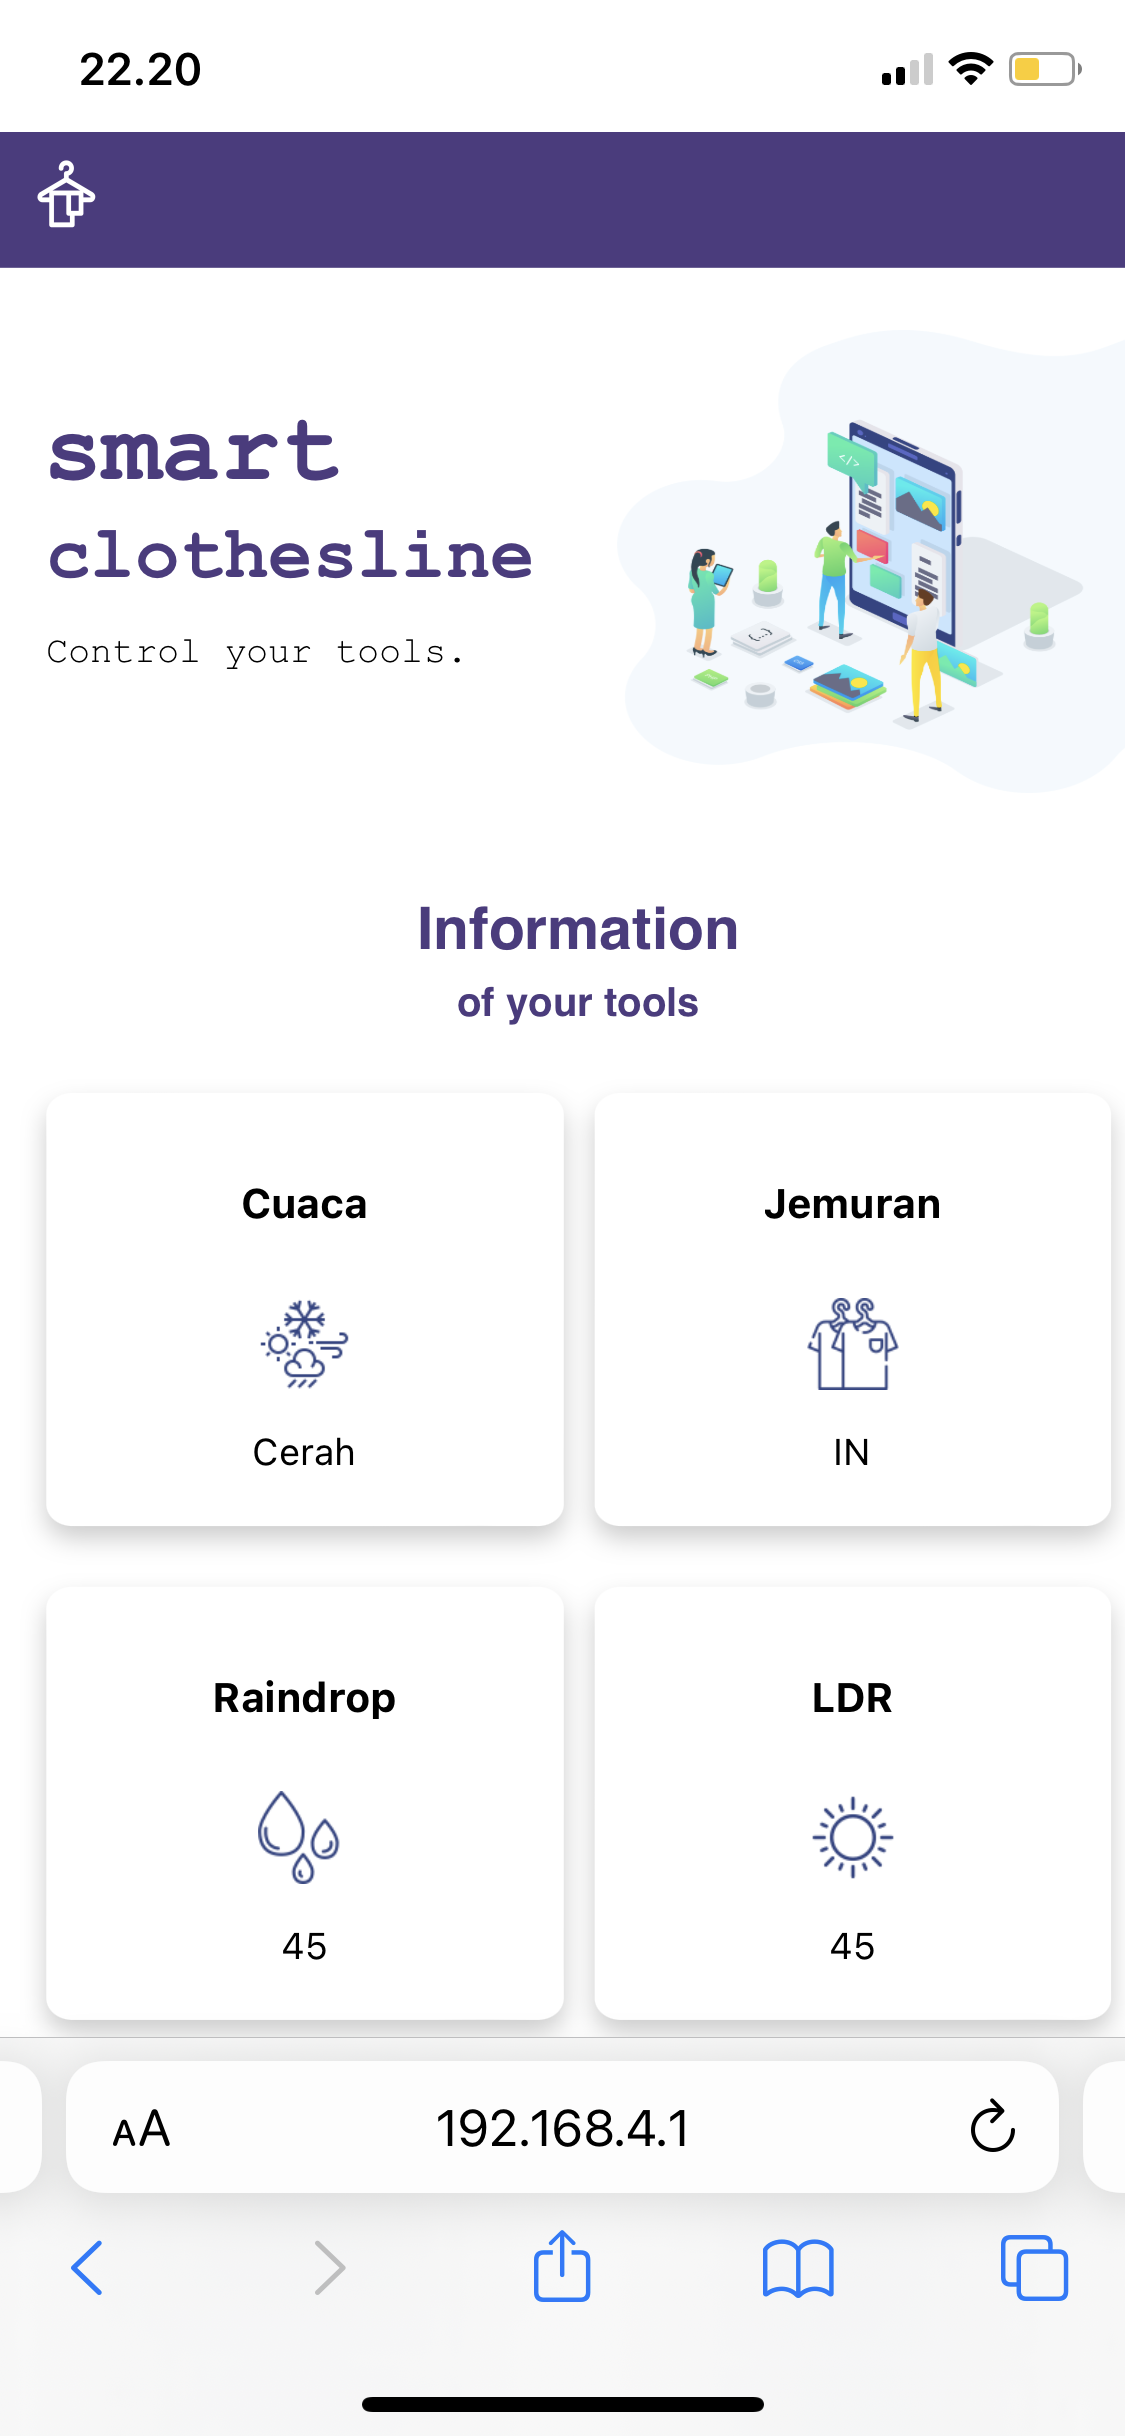 22.20
smart
clothesline
Control your tools.
</>
{...}
Information
of your tools
Cuaca
Jemuran
Cerah
IN
Raindrop
LDR
45
45
AA
192.168.4.1